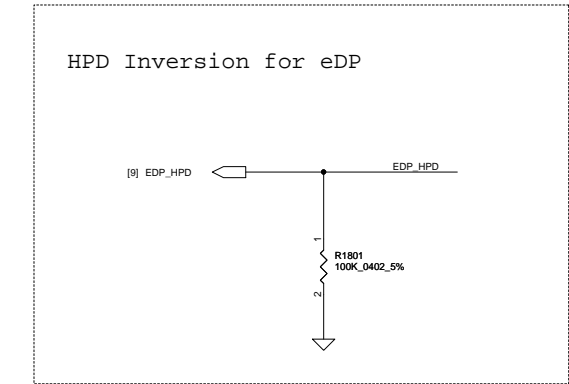 HPD Inversion for eDP
[9] EDP_HPD
EDP_HPD
1
R1801
100K_0402_5%
2